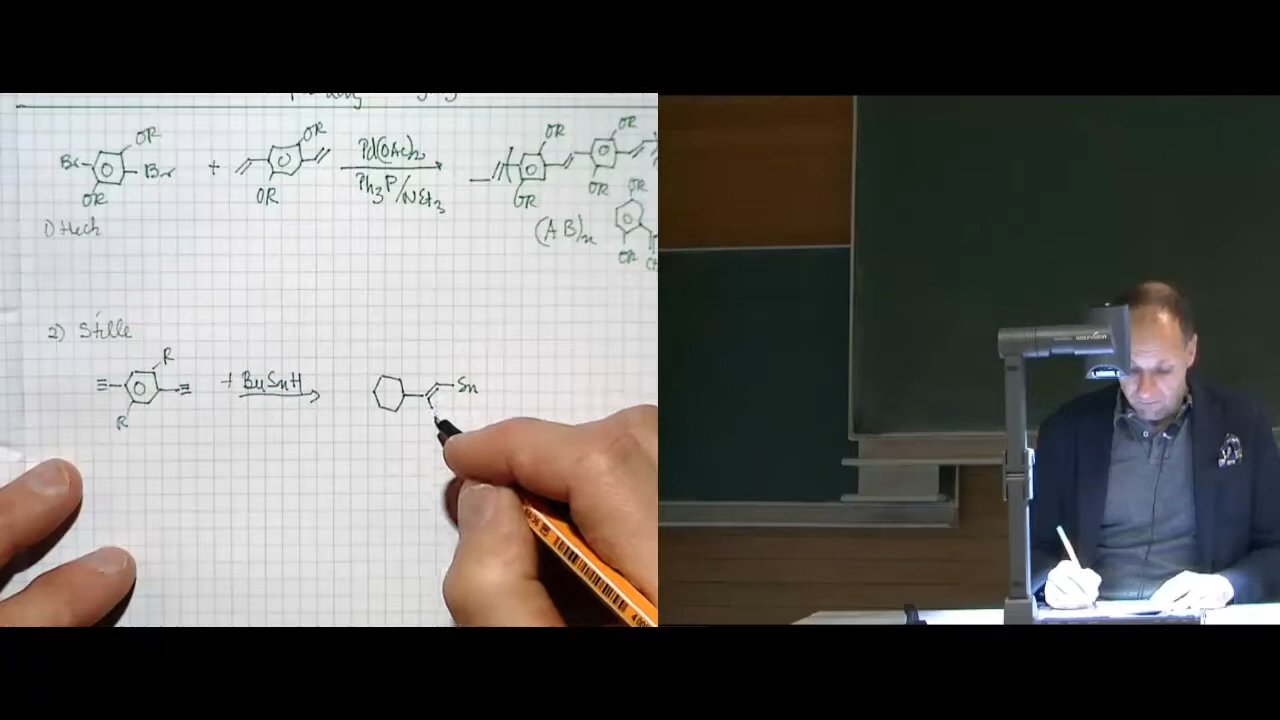 OR OR OR OR
Br Br + Pd(OAc)₂
OR OR Ph₃P/NEt₃ OR OR
1) Heck (AB)ₙ OR
OR
2) Stille
R
+ BuSnH Sn
R